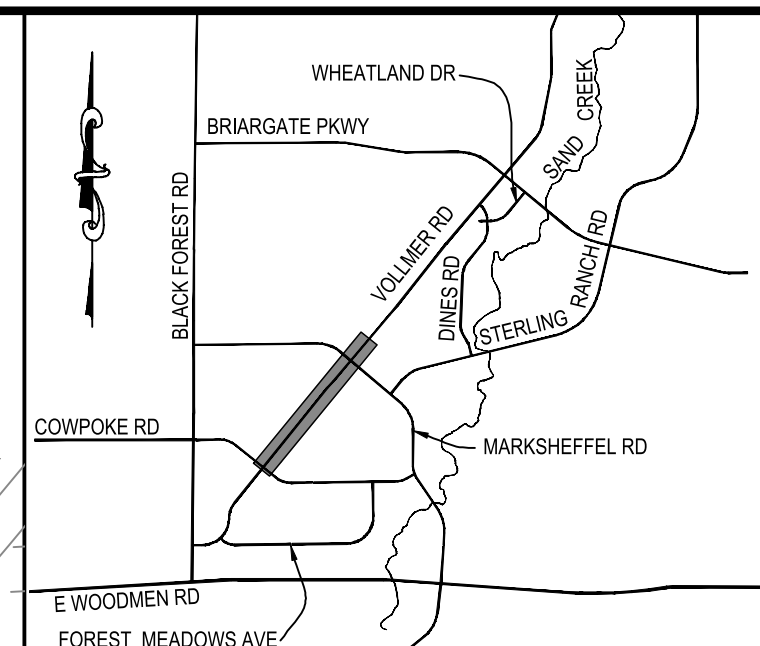 WHEATLAND DR
SAND CREEK
BRIARGATE PKWY
BLACK FOREST RD
VOLLMER RD
DINES RD
STERLING RANCH RD
COWPOKE RD
MARKSHEFFEL RD
E WOODMEN RD
FOREST MEADOWS AVE